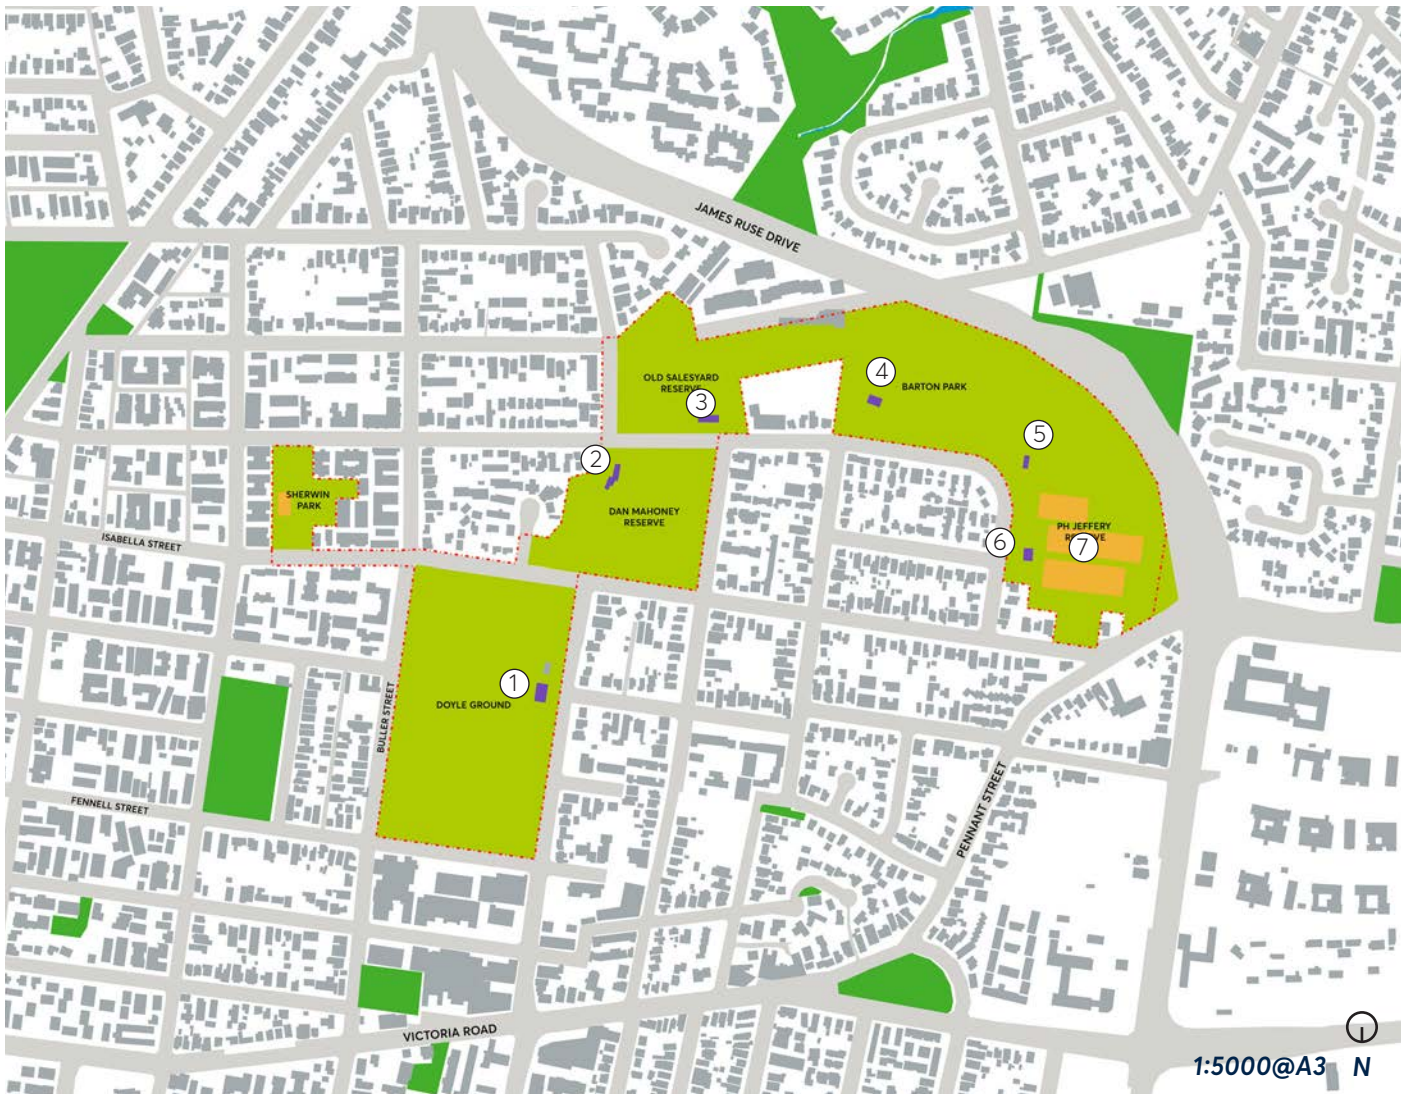 JAMES RUSE DRIVE
4
OLD SALESYARD
RESERVE
BARTON PARK
3
5
2
SHERWIN
PARK
DAN MAHONEY
RESERVE
PH JEFFERY
RESERVE
6
7
ISABELLA STREET
1
DOYLE GROUND
BULLER STREET
FENNELL STREET
PENNANT STREET
VICTORIA ROAD
1:5000@A3
N